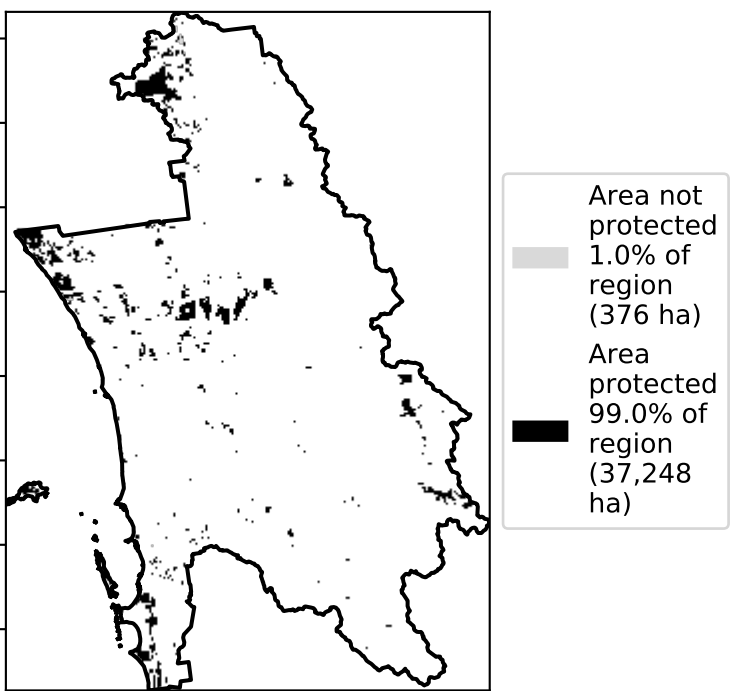 Area not
protected
1.0% of
region
(376 ha)
Area
protected
99.0% of
region
(37,248
ha)